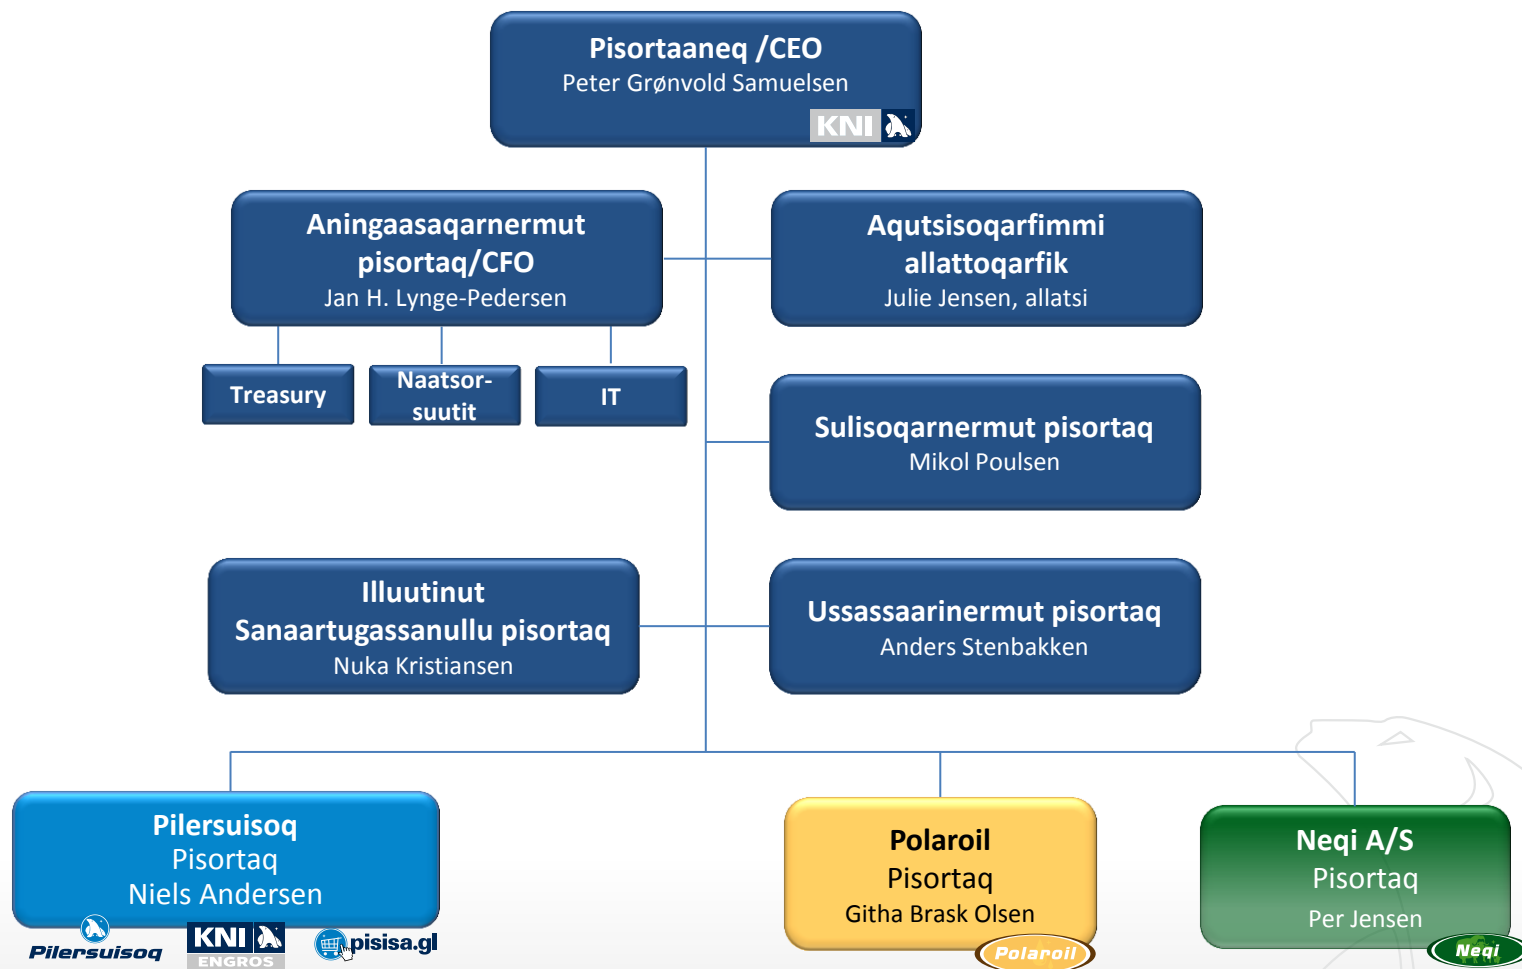 Pisortaaneq /CEO
Peter Grønvold Samuelsen
KNI
Aningaasaqarnermut
pisortaq/CFO
Jan H. Lynge-Pedersen
Aqutsisoqarfimmi
allattoqarfik
Julie Jensen, allatsi
Treasury
Naatsor-
suutit
IT
Sulisoqarnermut pisortaq
Mikol Poulsen
Illuutinut
Sanaartugassanullu pisortaq
Nuka Kristiansen
Ussassaarinermut pisortaq
Anders Stenbakken
Pilersuisoq
Pisortaq
Niels Andersen
Pilersuisoq
KNI
ENGROS
pisisa.gl
Polaroil
Pisortaq
Githa Brask Olsen
Polaroil
Neqi A/S
Pisortaq
Per Jensen
Neqi